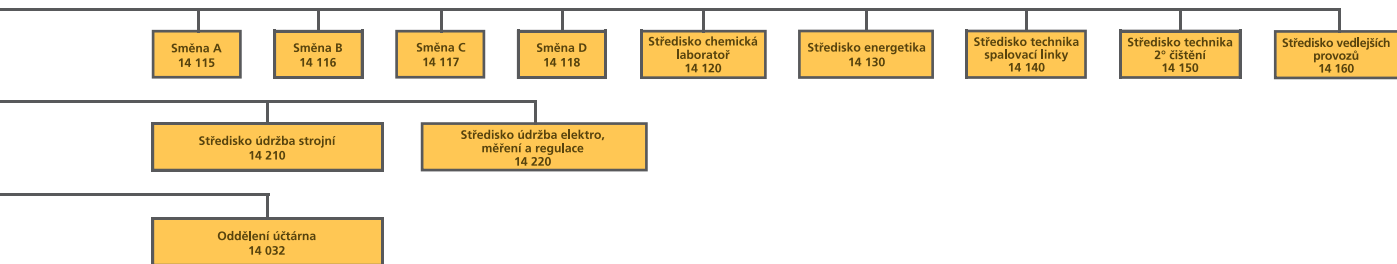 Směna A
14 115
Směna B
14 116
Směna C
14 117
Směna D
14 118
Středisko chemická
laboratoř
14 120
Středisko energetika
14 130
Středisko technika
spalovací linky
14 140
Středisko technika
2° čištění
14 150
Středisko vedlejších
provozů
14 160
Středisko údržba strojní
14 210
Středisko údržba elektro,
měření a regulace
14 220
Oddělení účtárna
14 032